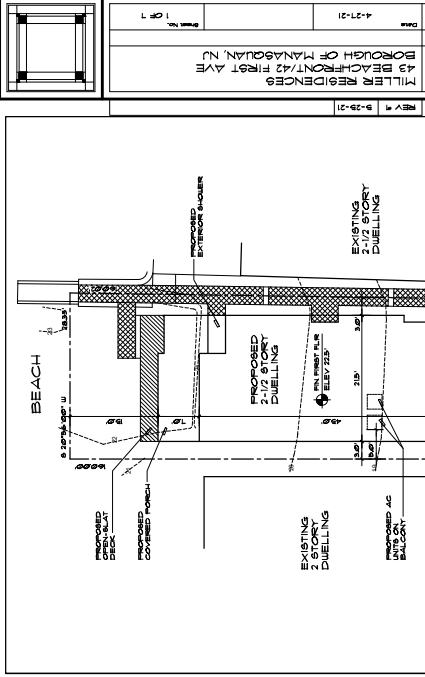 Date
4-27-21
Sheet No.
1 OF 1
MILLER RESIDENCES
43 BEACHFRONT/42 FIRST AVE
BOROUGH OF MANASQUAN, NJ
REV #1
5-25-21
BEACH
28.35'
15.0'
7.0'
PROPOSED
OPEN-SLAT
DECK
PROPOSED
COVERED PORCH
PROPOSED
EXTERIOR SHOWER
PROPOSED
2-1/2 STORY
DWELLING
FIN. FIRST FLR
ELEV 22.5'
EXISTING
2-1/2 STORY
DWELLING
EXISTING
2 STORY
DWELLING
3.0'
21.5'
3.0'
5.0'
PROPOSED AC
UNITS ON
BALCONY